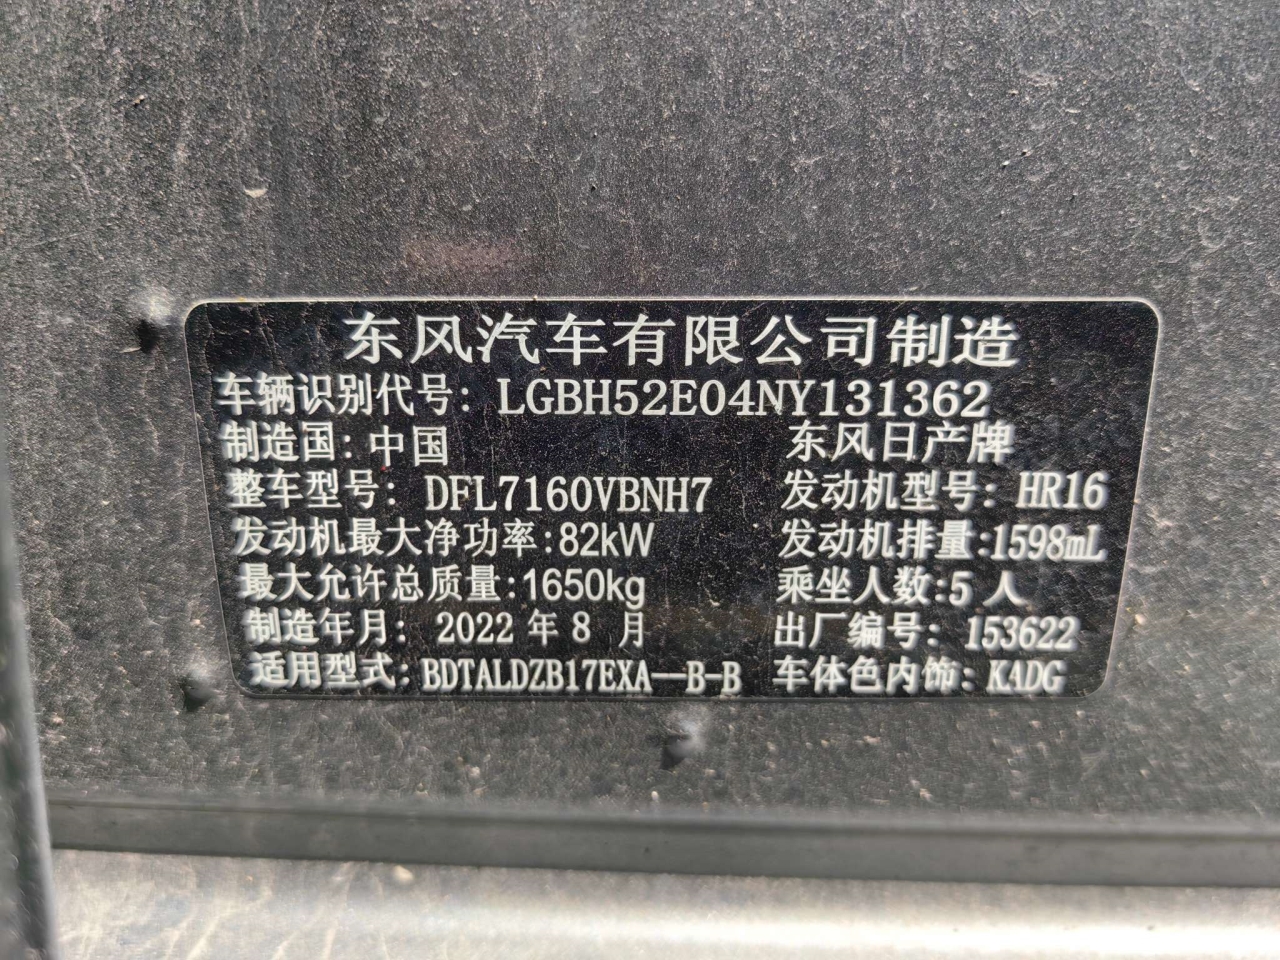 东风汽车有限公司制造
车辆识别代号: LGBH52E04NY131362
制造国: 中国 东风日产牌
整车型号: DFL7160VBNH7 发动机型号: HR16
发动机最大净功率:82kW 发动机排量:1598mL
最大允许总质量:1650kg 乘坐人数:5 人
制造年月: 2022 年 8 月 出厂编号: 153622
适用型式: BDTALDZB17EXA—B-B 车体色内饰: KADG